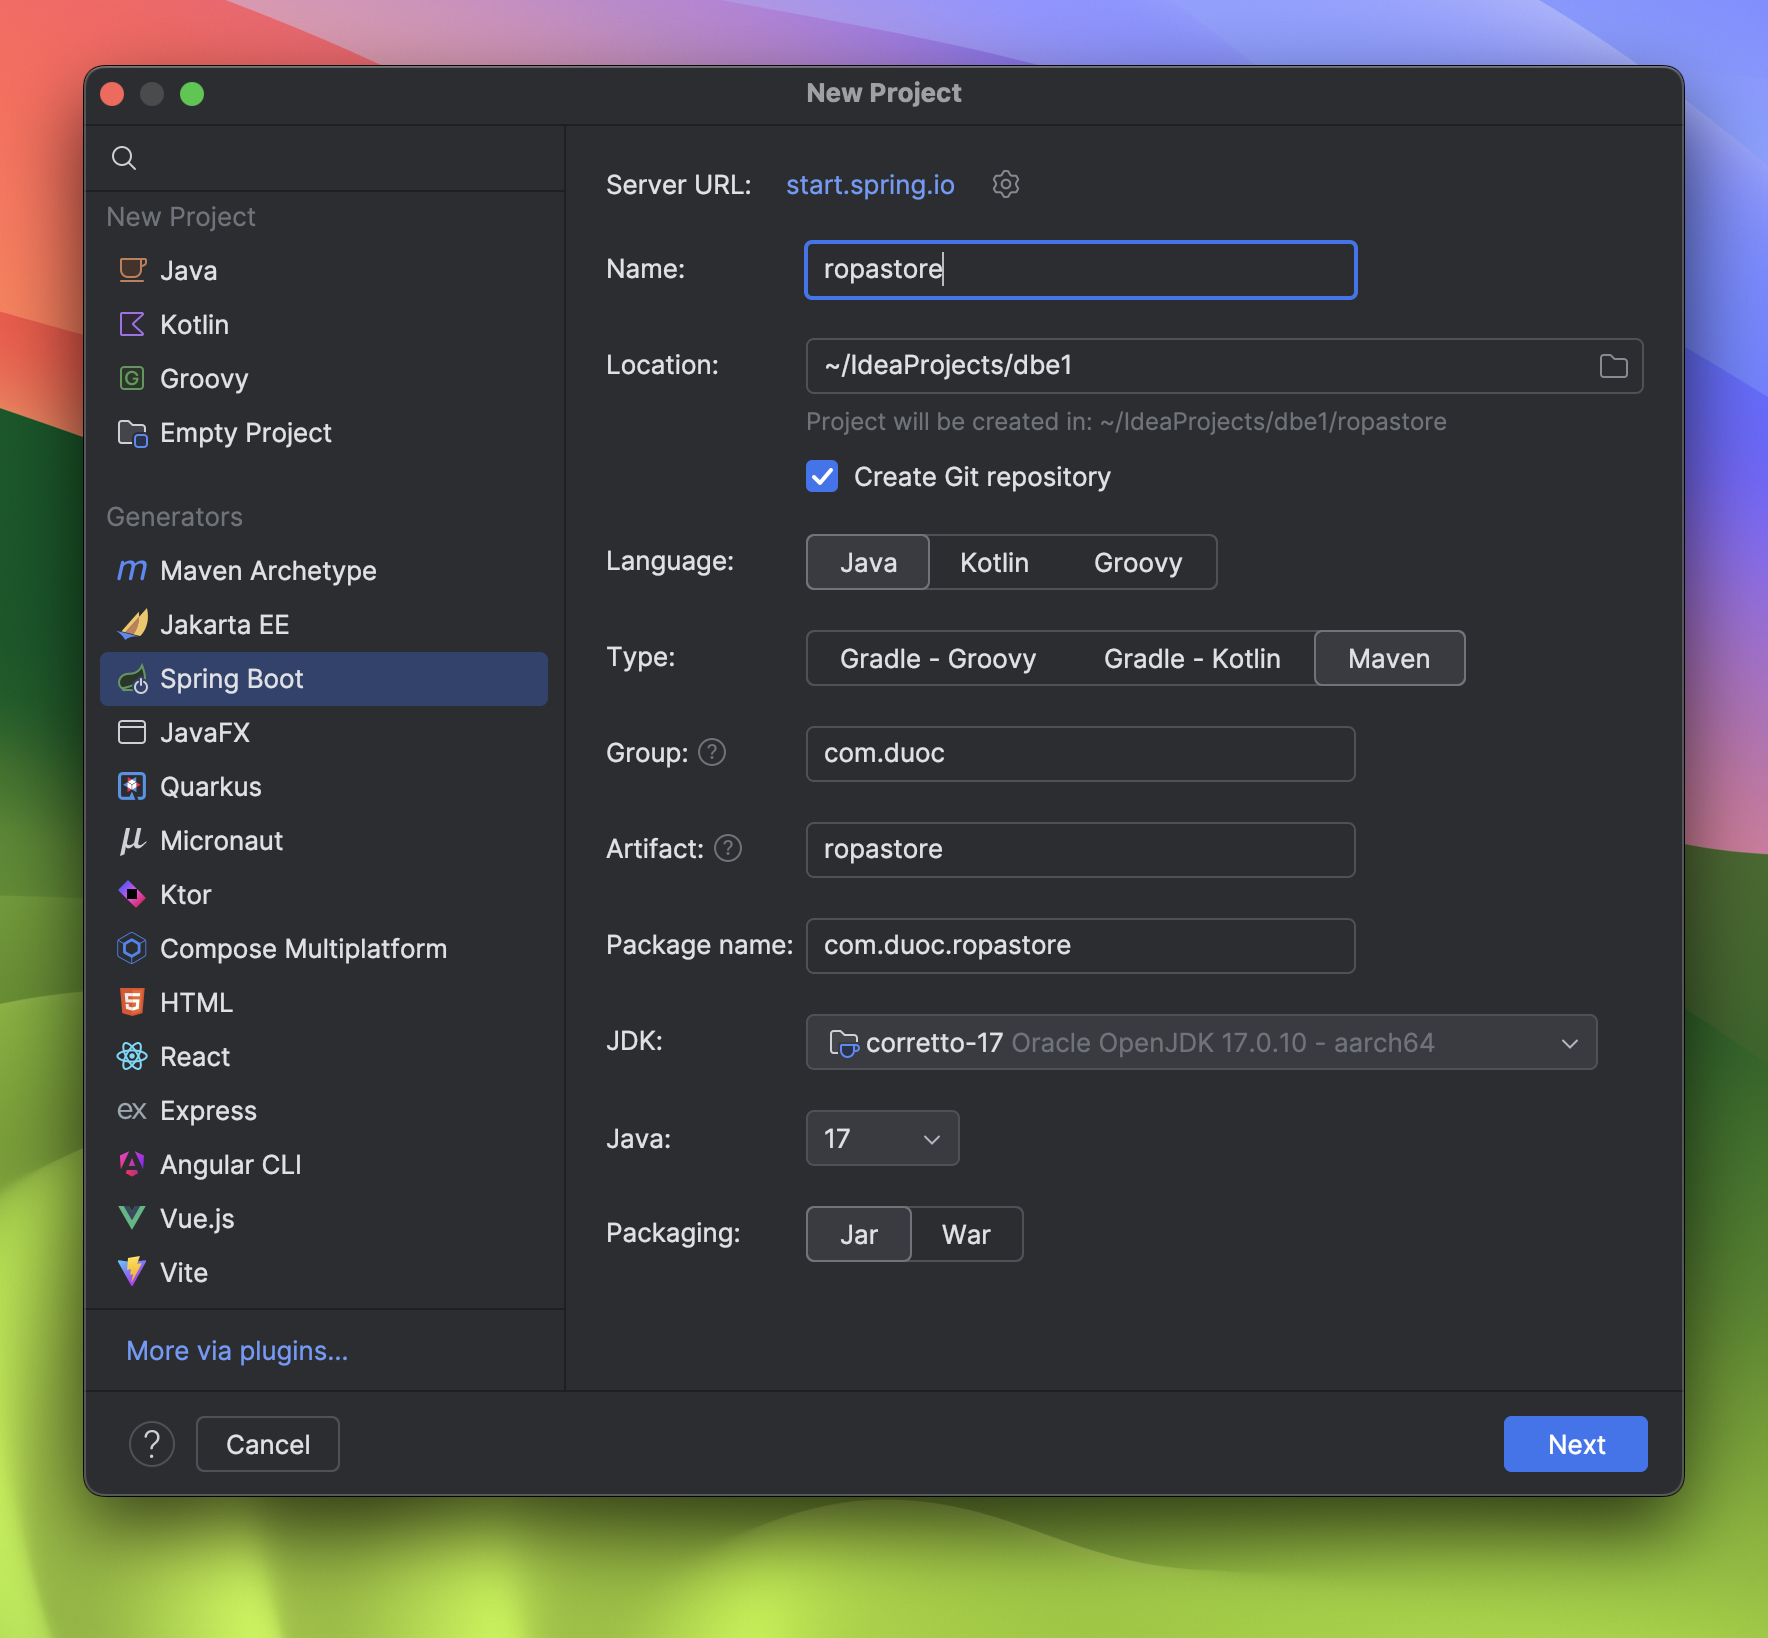 New Project
New Project
Java
Kotlin
Groovy
Empty Project
Generators
Maven Archetype
Jakarta EE
Spring Boot
JavaFX
Quarkus
Micronaut
Ktor
Compose Multiplatform
HTML
React
ex Express
Angular CLI
Vue.js
Vite
More via plugins...
Server URL: start.spring.io
Name: ropastore
Location: ~/IdeaProjects/dbe1
Project will be created in: ~/IdeaProjects/dbe1/ropastore
Create Git repository
Language: Java Kotlin Groovy
Type: Gradle - Groovy Gradle - Kotlin Maven
Group: ? com.duoc
Artifact: ? ropastore
Package name: com.duoc.ropastore
JDK: corretto-17 Oracle OpenJDK 17.0.10 - aarch64
Java: 17
Packaging: Jar War
? Cancel Next